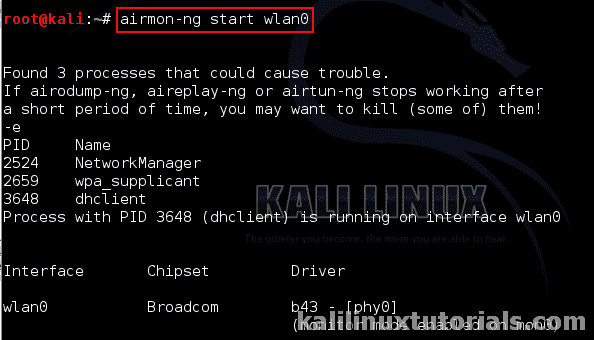 root@kali:~# airmon-ng start wlan0
Found 3 processes that could cause trouble.
If airodump-ng, aireplay-ng or airtun-ng stops working after
a short period of time, you may want to kill (some of) them!
-e
PID Name
2524 NetworkManager
2659 wpa_supplicant
3648 dhclient
KALI LINUX
Process with PID 3648 (dhclient) is running on interface wlan0
The quieter you become, the more you are able to hear
Interface Chipset Driver
wlan0 Broadcom b43 - [phy0]
(monitor mode enabled on mon0)
kalilinuxtutorials.com